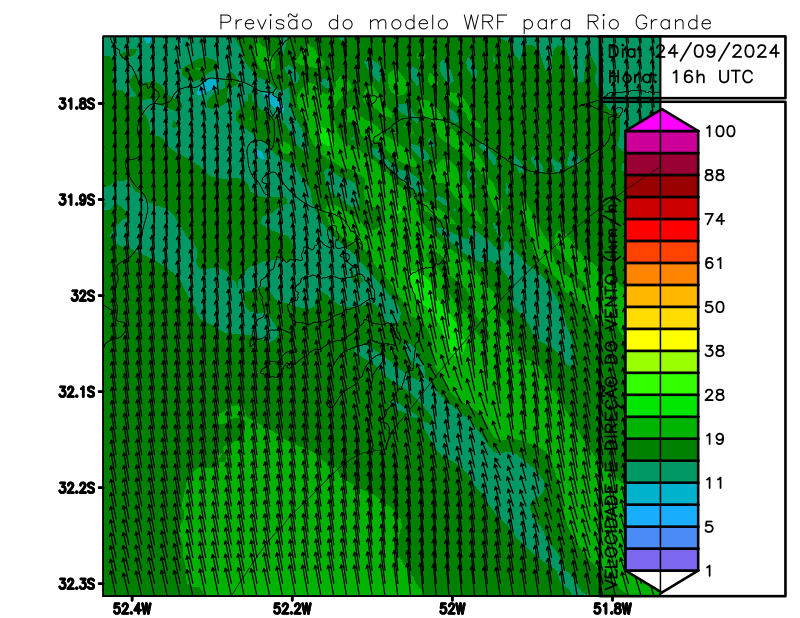 Previsão do modelo WRF para Rio Grande
Dia: 24/09/2024
Hora: 16h UTC
31.8S
31.9S
32S
32.1S
32.2S
32.3S
52.4W
52.2W
52W
51.8W
VELOCIDADE E DIREÇÃO DO VENTO (km/h)
100
88
74
61
50
38
28
19
11
5
1